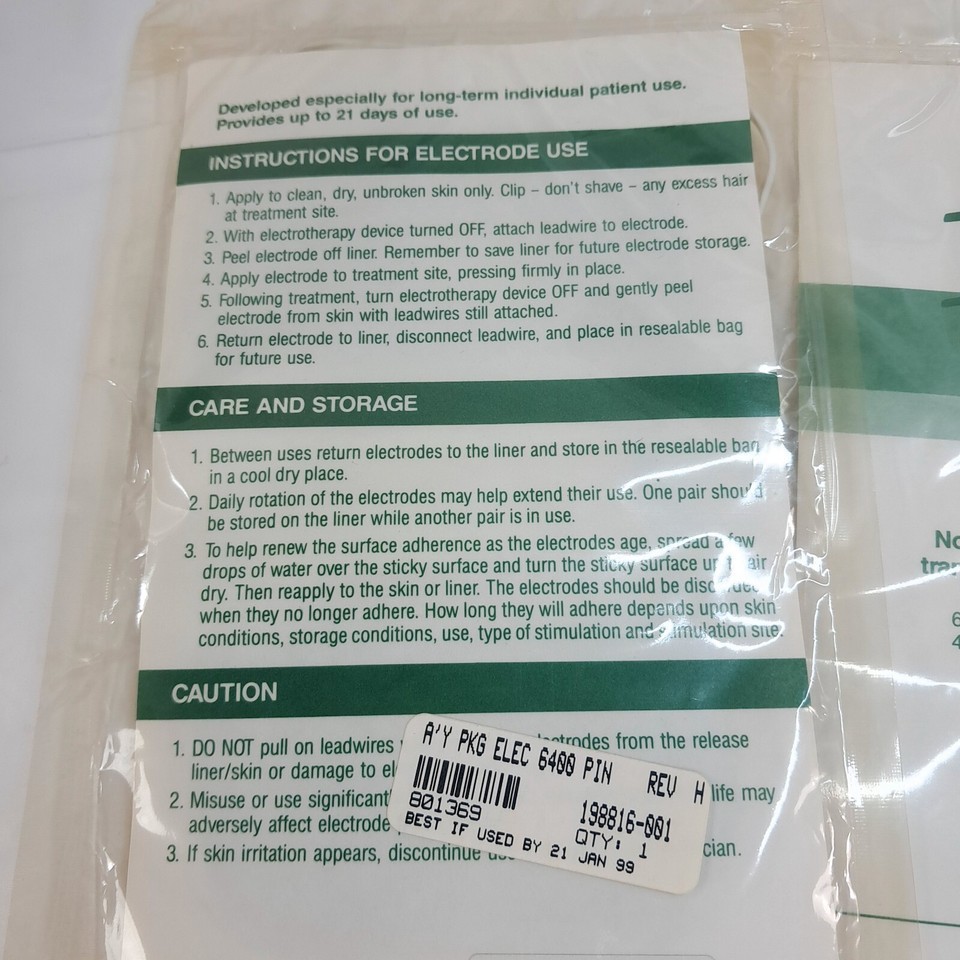 Developed especially for long-term individual patient use.
Provides up to 21 days of use.
INSTRUCTIONS FOR ELECTRODE USE
1. Apply to clean, dry, unbroken skin only. Clip – don't shave – any excess hair
at treatment site.
2. With electrotherapy device turned OFF, attach leadwire to electrode.
3. Peel electrode off liner. Remember to save liner for future electrode storage.
4. Apply electrode to treatment site, pressing firmly in place.
5. Following treatment, turn electrotherapy device OFF and gently peel
electrode from skin with leadwires still attached.
6. Return electrode to liner, disconnect leadwire, and place in resealable bag
for future use.
CARE AND STORAGE
1. Between uses return electrodes to the liner and store in the resealable bag
in a cool dry place.
2. Daily rotation of the electrodes may help extend their use. One pair should
be stored on the liner while another pair is in use.
3. To help renew the surface adherence as the electrodes age, spread a few
drops of water over the sticky surface and turn the sticky surface up to air
dry. Then reapply to the skin or liner. The electrodes should be discarded
when they no longer adhere. How long they will adhere depends upon skin
conditions, storage conditions, use, type of stimulation and stimulation site.
CAUTION
1. DO NOT pull on leadwires from the release
liner/skin or damage to
2. Misuse or use life may
adversely affect electrode
3. If skin irritation appears, discontinue
A'Y PKG ELEC 6400 PIN REV H
801369 198816-001
QTY: 1
BEST IF USED BY 21 JAN 99